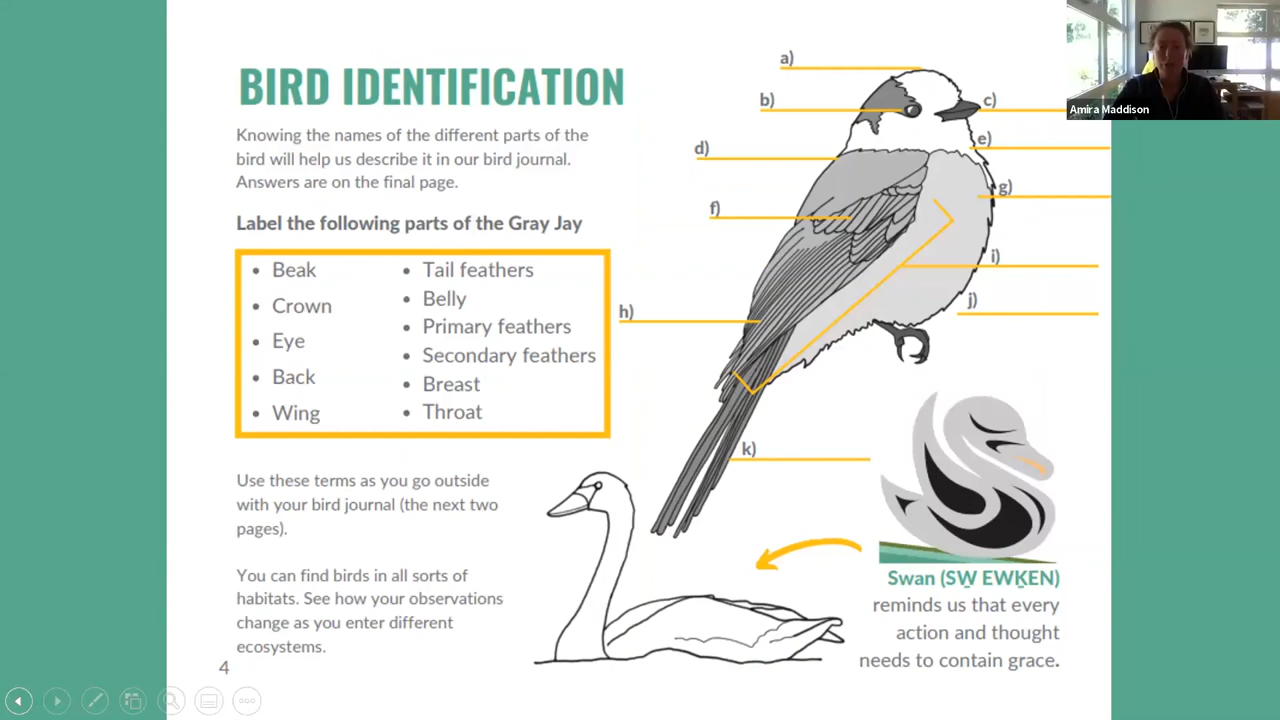 BIRD IDENTIFICATION
Knowing the names of the different parts of the
bird will help us describe it in our bird journal.
Answers are on the final page.
Label the following parts of the Gray Jay
• Beak
• Crown
• Eye
• Back
• Wing
• Tail feathers
• Belly
• Primary feathers
• Secondary feathers
• Breast
• Throat
Use these terms as you go outside
with your bird journal (the next two
pages).
You can find birds in all sorts of
habitats. See how your observations
change as you enter different
ecosystems.
4
a)
b)
c)
d)
e)
f)
g)
h)
i)
j)
k)
Swan (SW̱ EWḴEN)
reminds us that every
action and thought
needs to contain grace.
Amira Maddison